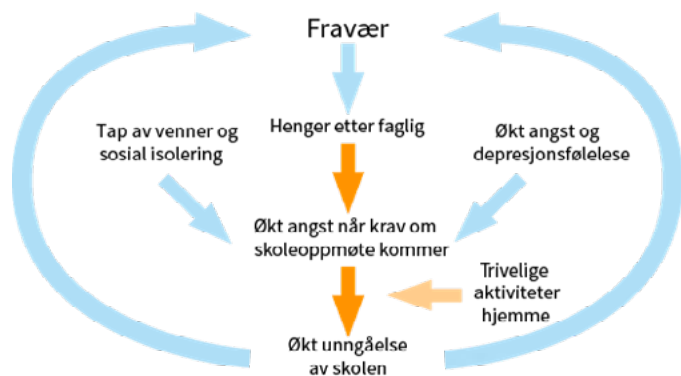 Fravær
Henger etter faglig
Tap av venner og
sosial isolering
Økt angst og
depresjonsfølelese
Økt angst når krav om
skoleoppmøte kommer
Trivelige
aktiviteter
hjemme
Økt unngåelse
av skolen